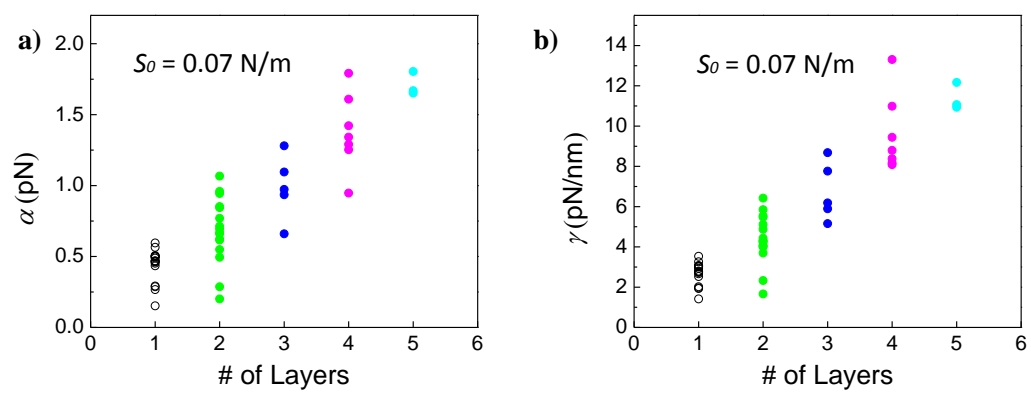 a)
S₀ = 0.07 N/m
α (pN)
2.0
1.5
1.0
0.5
0.0
0 1 2 3 4 5 6
# of Layers
b)
S₀ = 0.07 N/m
γ (pN/nm)
14
12
10
8
6
4
2
0
0 1 2 3 4 5 6
# of Layers